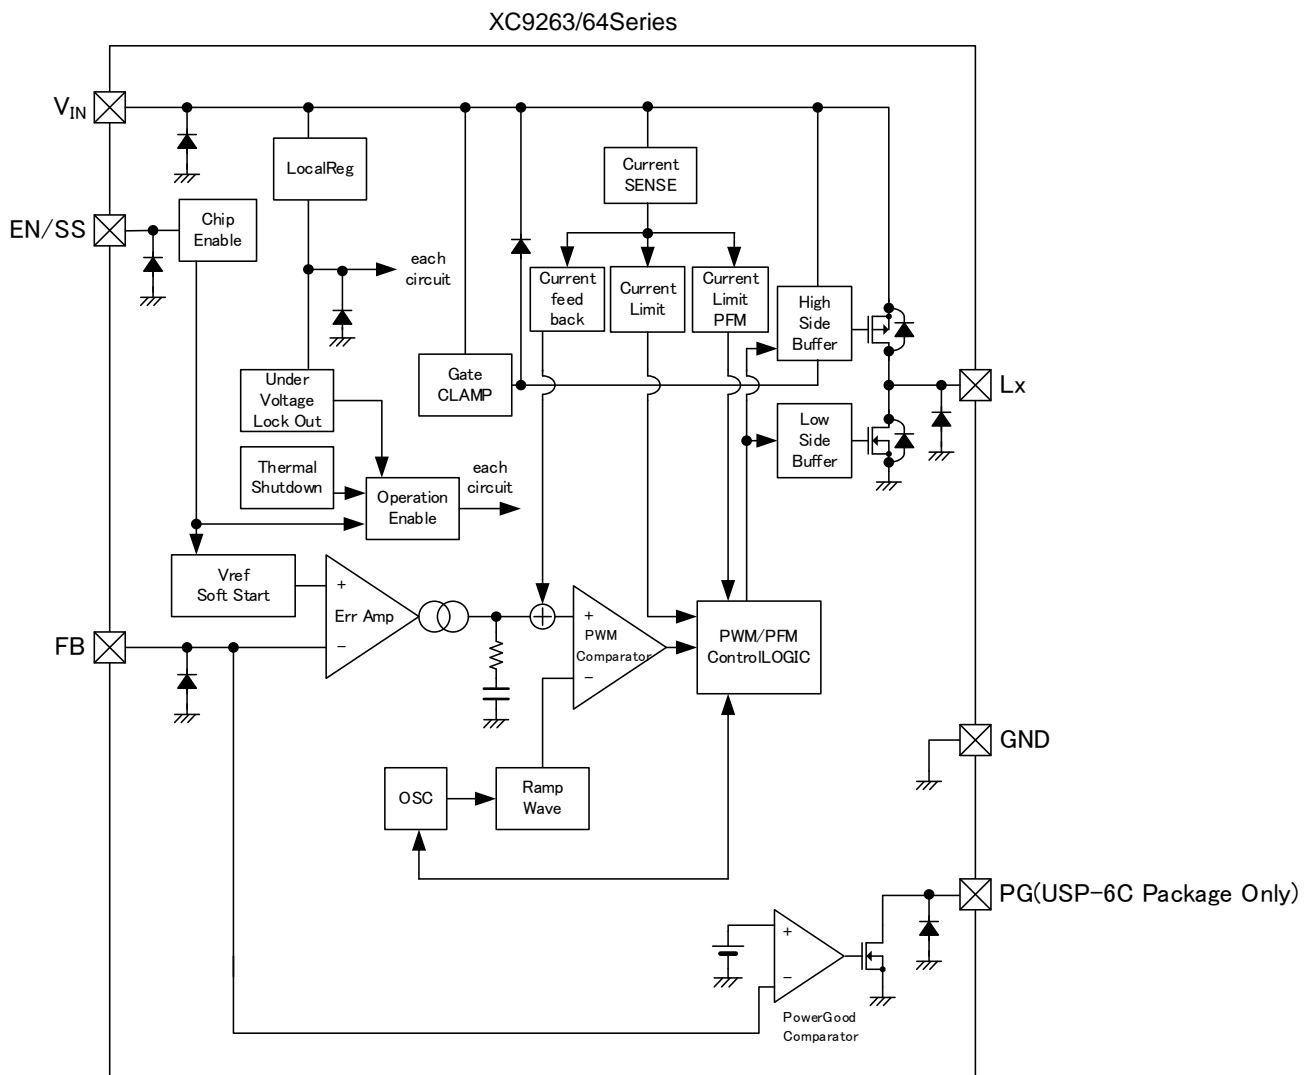 XC9263/64Series
VIN
LocalReg
Current
SENSE
EN/SS
Chip
Enable
each
circuit
Current
feed
back
Current
Limit
Current
Limit
PFM
High
Side
Buffer
Gate
CLAMP
Under
Voltage
Lock Out
Lx
Low
Side
Buffer
Thermal
Shutdown
Operation
Enable
each
circuit
Vref
Soft Start
+
Err Amp
−
+
PWM
Comparator
−
PWM/PFM
ControlLOGIC
FB
GND
OSC
Ramp
Wave
PG(USP-6C Package Only)
+
−
PowerGood
Comparator